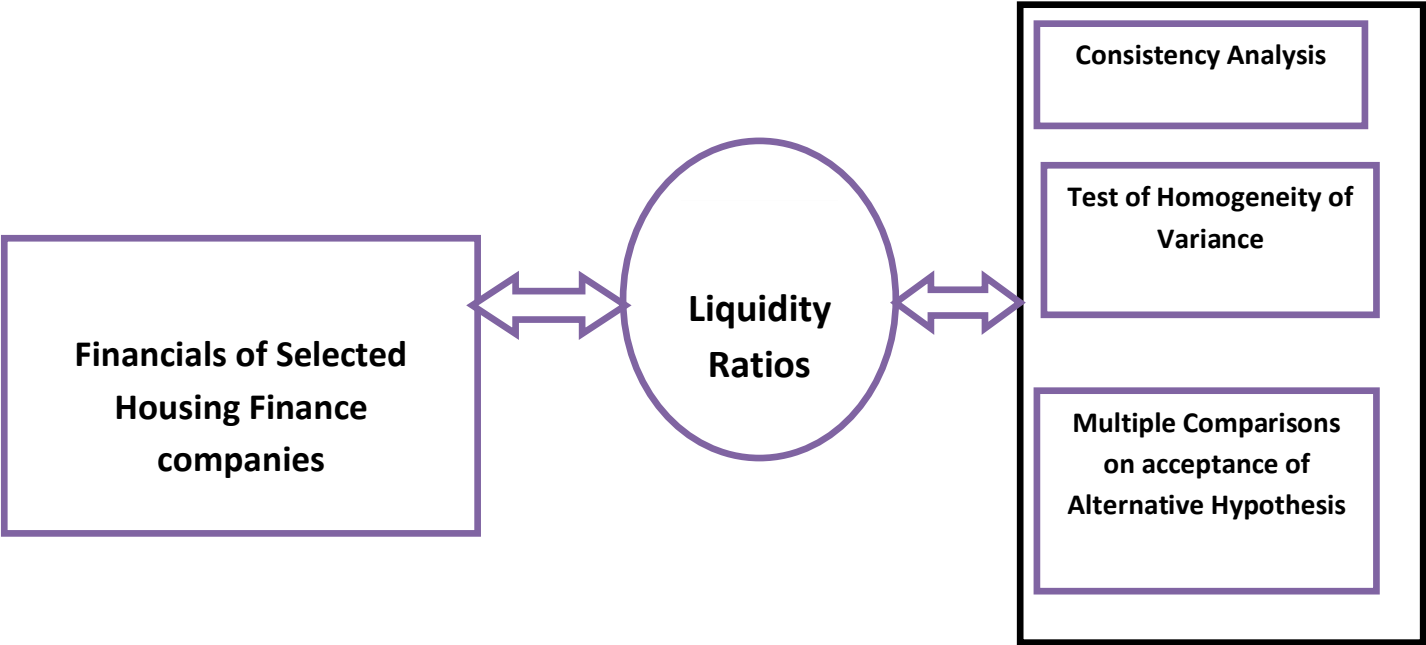 Financials of Selected
Housing Finance
companies
Liquidity
Ratios
Consistency Analysis
Test of Homogeneity of
Variance
Multiple Comparisons
on acceptance of
Alternative Hypothesis